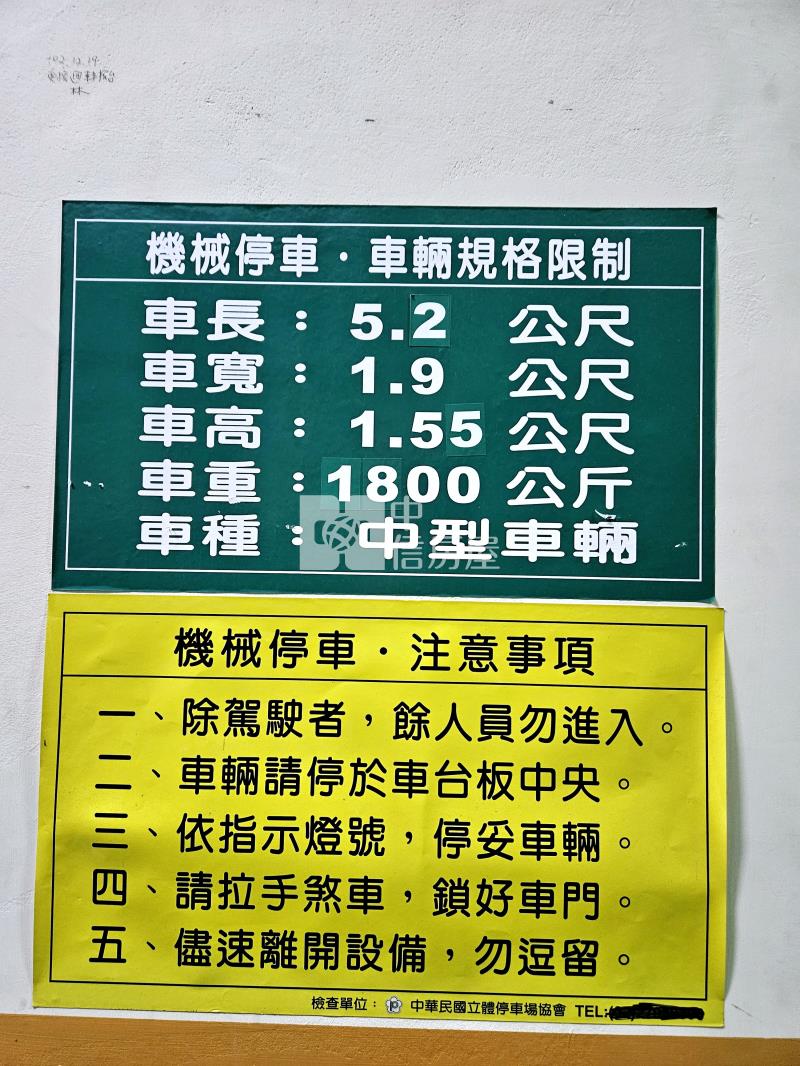 102.12.19
林
機械停車・車輛規格限制
車長：5.2 公尺
車寬：1.9 公尺
車高：1.55 公尺
車重：1800 公斤
車種：中型車輛
中信房屋
機械停車・注意事項
一、除駕駛者，餘人員勿進入。
二、車輛請停於車台板中央。
三、依指示燈號，停妥車輛。
四、請拉手煞車，鎖好車門。
五、儘速離開設備，勿逗留。
檢查單位： 中華民國立體停車場協會 TEL: